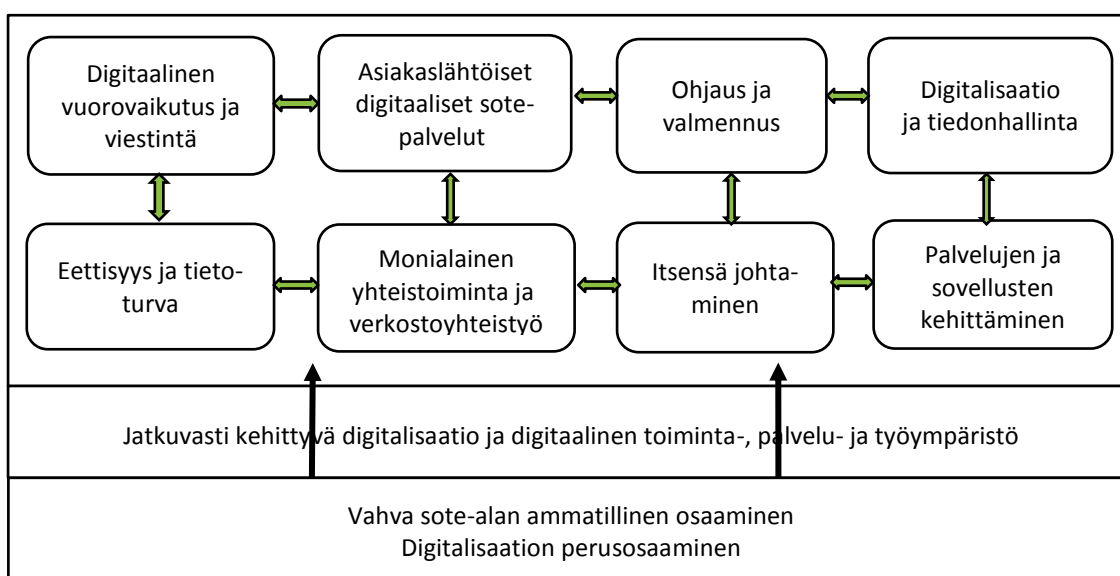 Digitaalinen
vuorovaikutus ja
viestintä
Asiakaslähtöiset
digitaaliset sote-
palvelut
Ohjaus ja
valmennus
Digitalisaatio
ja tiedonhallinta
Eettisyys ja tieto-
turva
Monialainen
yhteistoiminta ja
verkostoyhteistyö
Itsensä johta-
minen
Palvelujen ja
sovellusten
kehittäminen
Jatkuvasti kehittyvä digitalisaatio ja digitaalinen toiminta-, palvelu- ja työympäristö
Vahva sote-alan ammatillinen osaaminen
Digitalisaation perusosaaminen